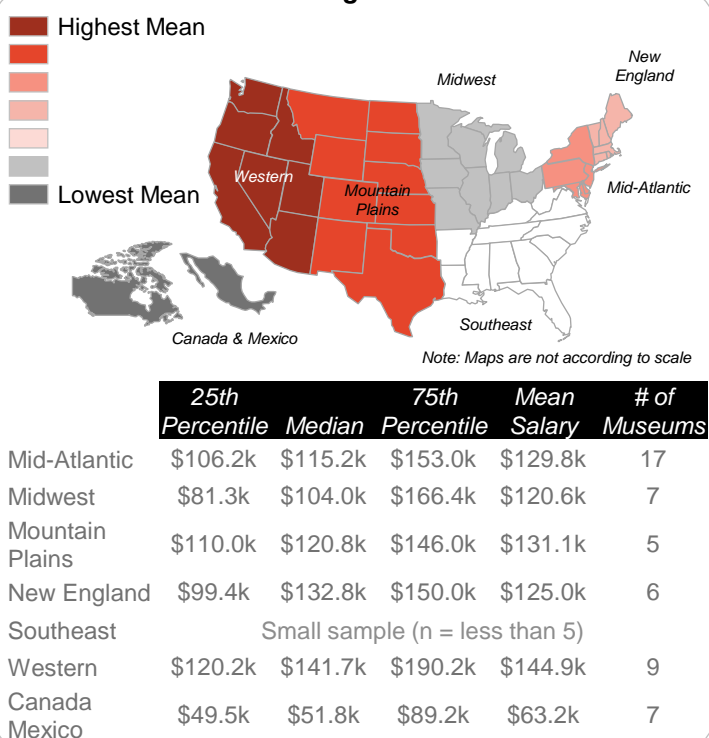 Highest Mean
Lowest Mean
New
England
Midwest
Western
Mountain
Plains
Mid-Atlantic
Southeast
Canada & Mexico
Note: Maps are not according to scale
25th Percentile Median 75th Percentile Mean Salary # of Museums
Mid-Atlantic $106.2k $115.2k $153.0k $129.8k 17
Midwest $81.3k $104.0k $166.4k $120.6k 7
Mountain Plains $110.0k $120.8k $146.0k $131.1k 5
New England $99.4k $132.8k $150.0k $125.0k 6
Southeast Small sample (n = less than 5)
Western $120.2k $141.7k $190.2k $144.9k 9
Canada Mexico $49.5k $51.8k $89.2k $63.2k 7